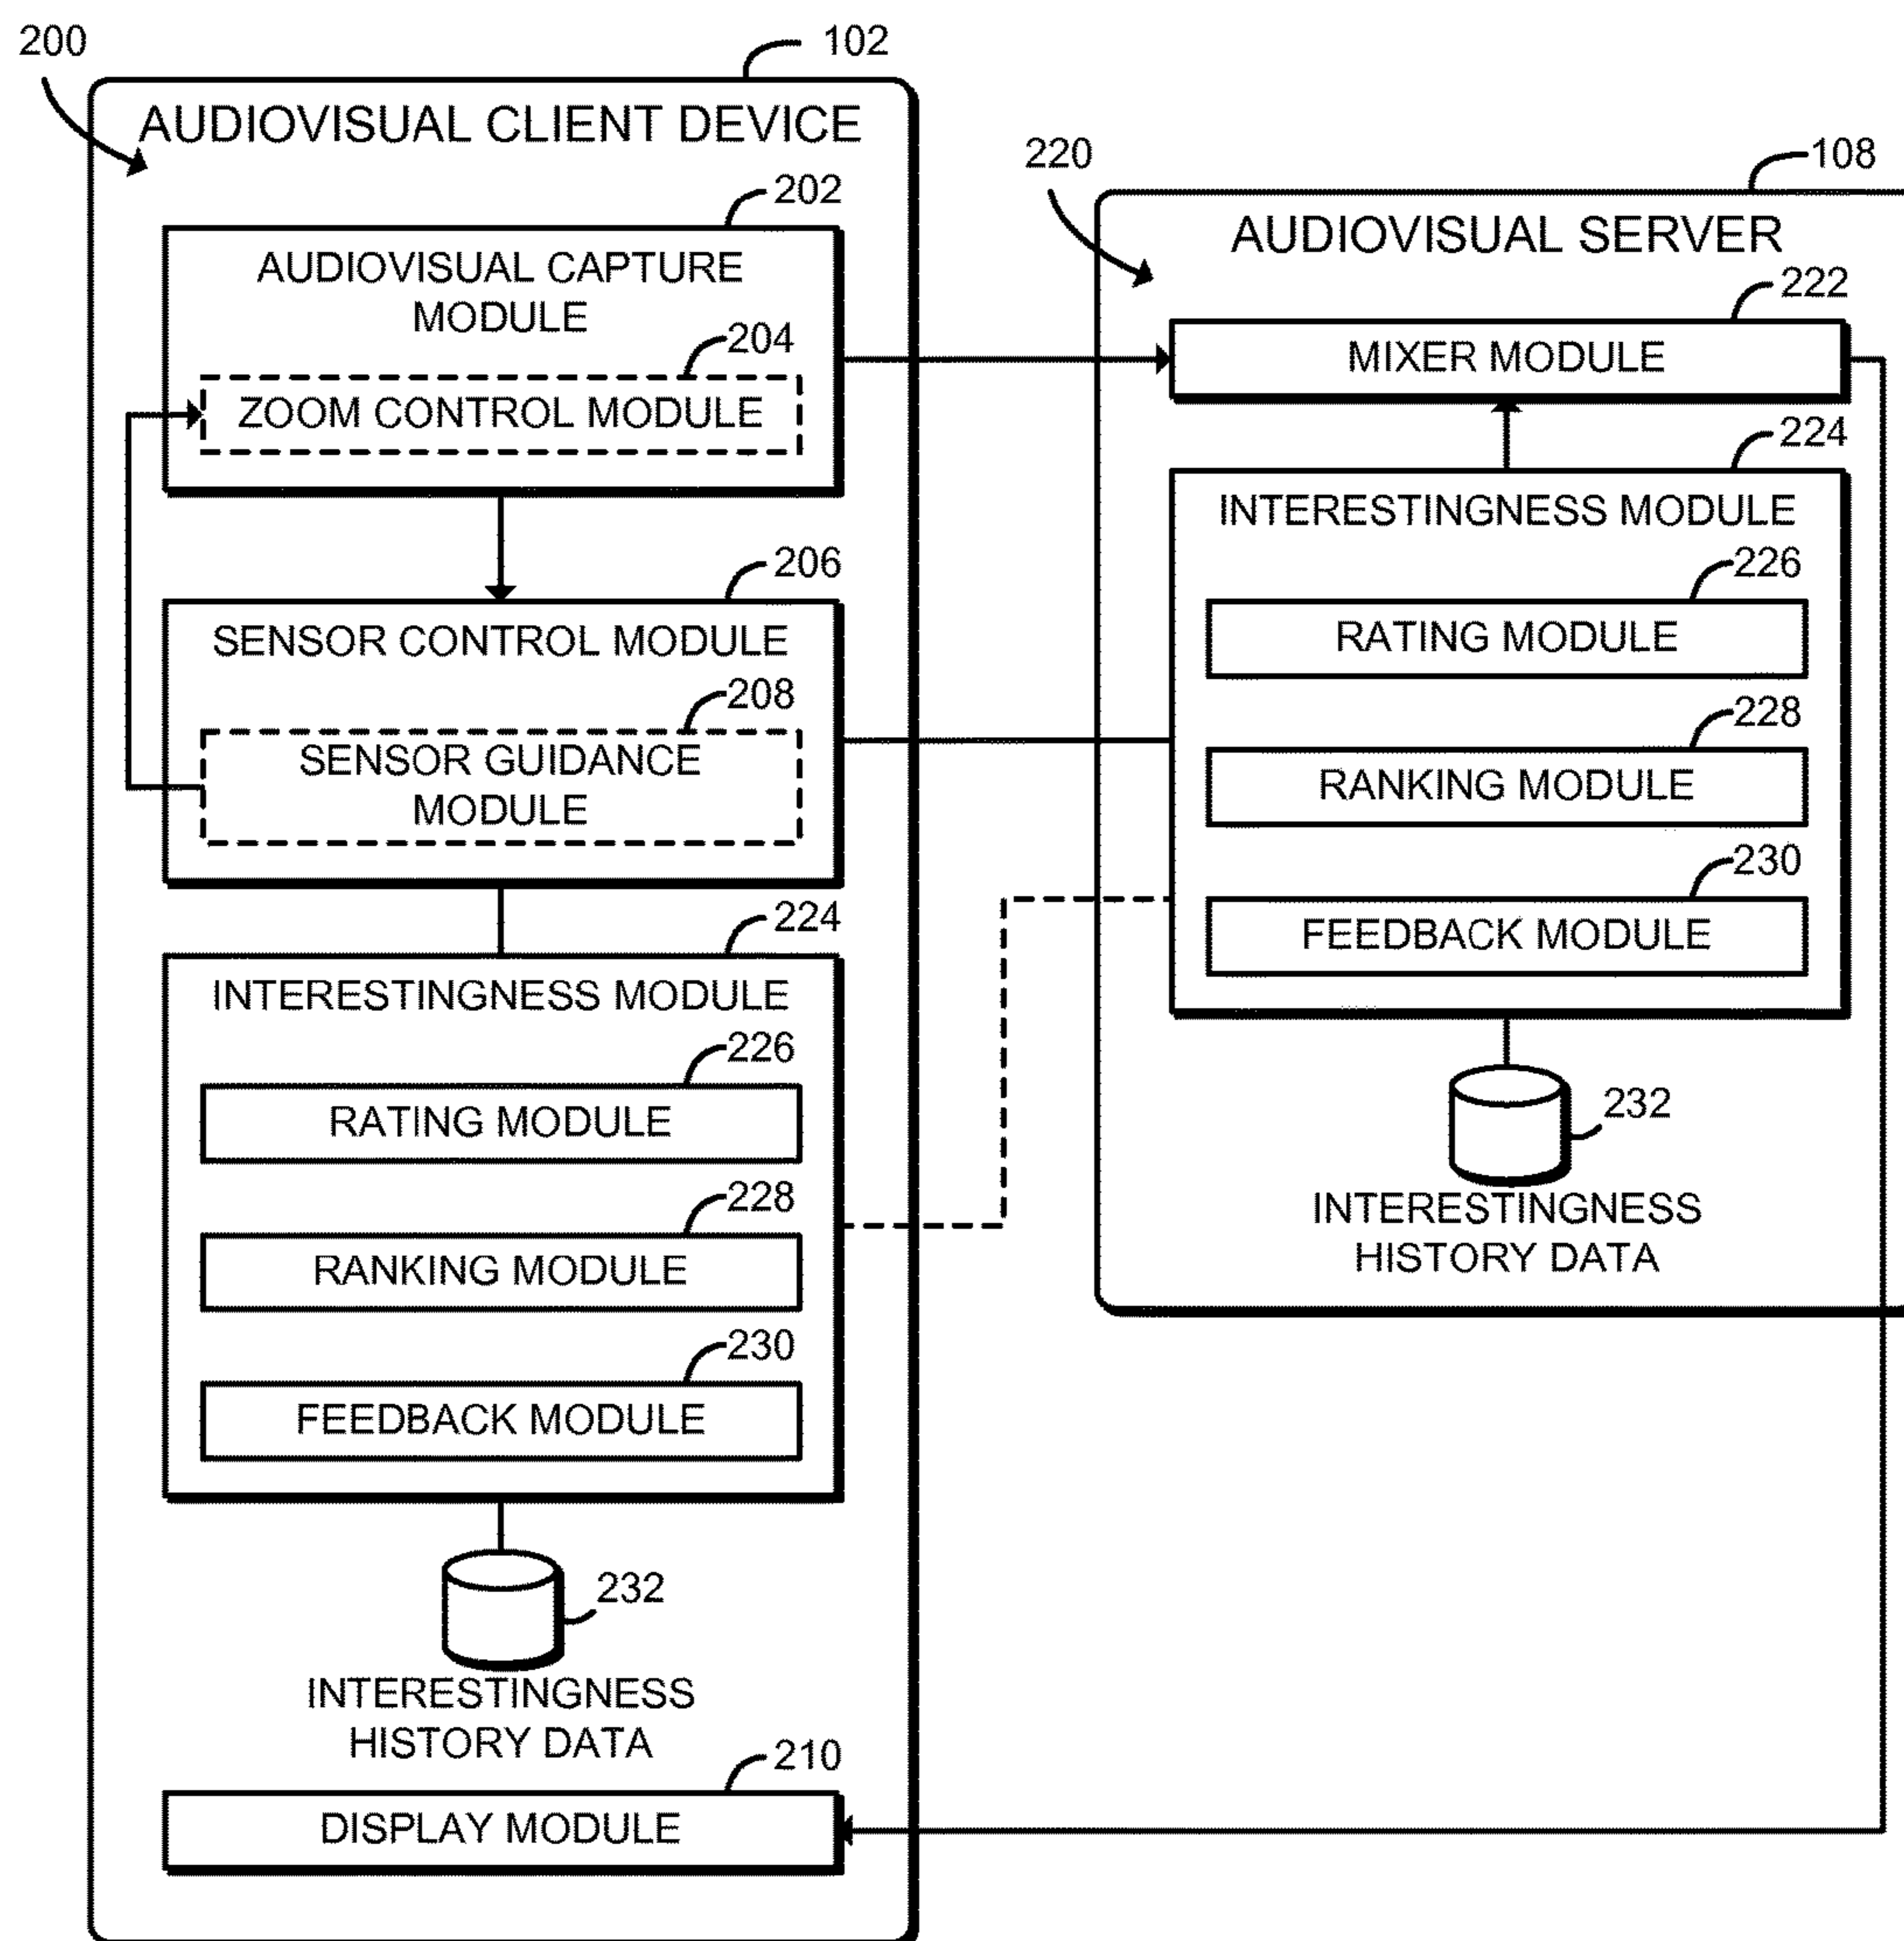 200
102
AUDIOVISUAL CLIENT DEVICE
202
AUDIOVISUAL CAPTURE
MODULE
204
ZOOM CONTROL MODULE
206
SENSOR CONTROL MODULE
208
SENSOR GUIDANCE
MODULE
224
INTERESTINGNESS MODULE
226
RATING MODULE
228
RANKING MODULE
230
FEEDBACK MODULE
232
INTERESTINGNESS
HISTORY DATA
210
DISPLAY MODULE
220
108
AUDIOVISUAL SERVER
222
MIXER MODULE
224
INTERESTINGNESS MODULE
226
RATING MODULE
228
RANKING MODULE
230
FEEDBACK MODULE
232
INTERESTINGNESS
HISTORY DATA